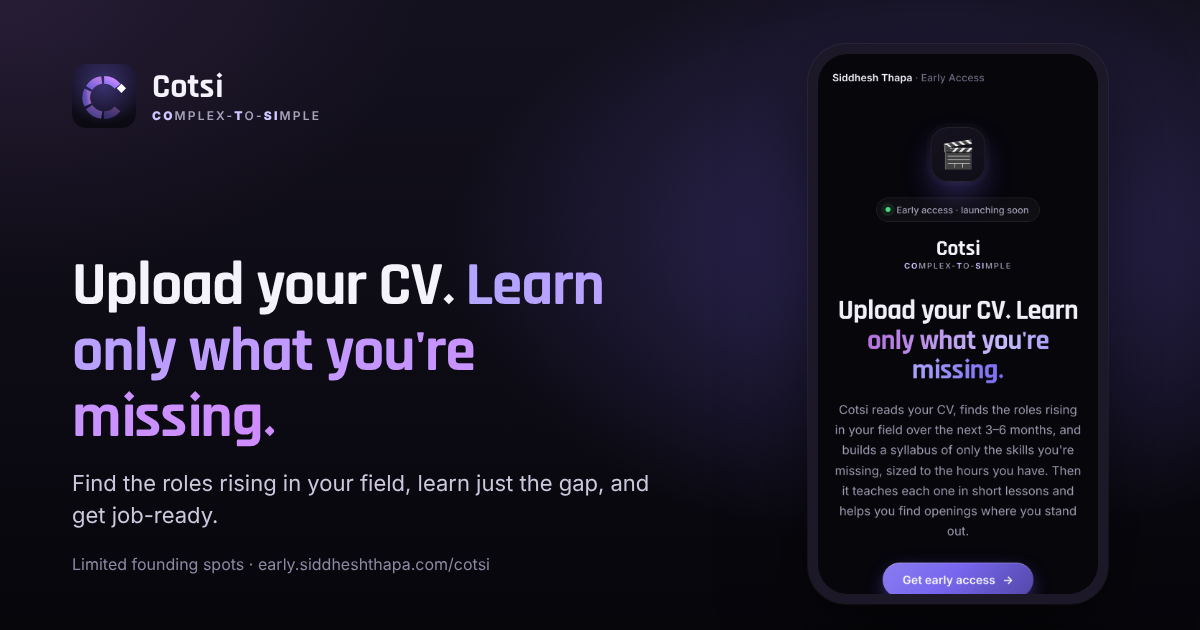 Cotsi
COMPLEX-TO-SIMPLE
Upload your CV. Learn
only what you're
missing.
Find the roles rising in your field, learn just the gap, and
get job-ready.
Limited founding spots · early.siddheshthapa.com/cotsi
Siddhesh Thapa · Early Access
Early access · launching soon
Cotsi
COMPLEX-TO-SIMPLE
Upload your CV. Learn
only what you're
missing.
Cotsi reads your CV, finds the roles rising
in your field over the next 3–6 months, and
builds a syllabus of only the skills you're
missing, sized to the hours you have. Then
it teaches each one in short lessons and
helps you find openings where you stand
out.
Get early access →